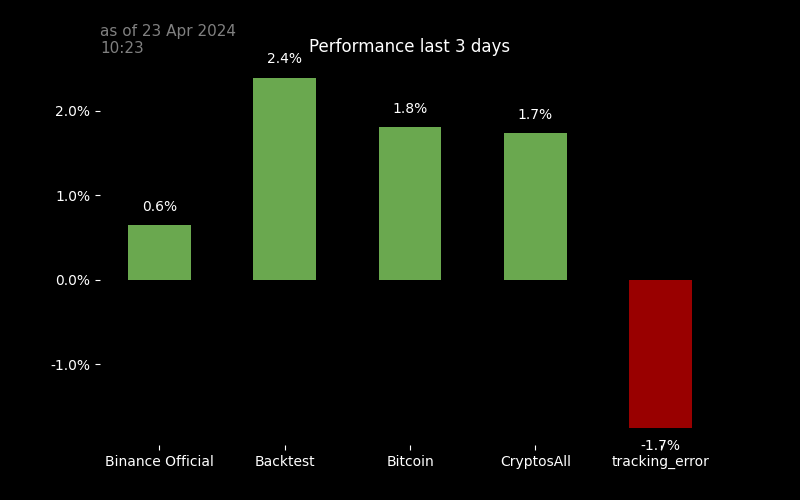 as of 23 Apr 2024
10:23
Performance last 3 days
2.4%
1.8%
1.7%
0.6%
-1.7%
2.0%
1.0%
0.0%
-1.0%
Binance Official
Backtest
Bitcoin
CryptosAll
tracking_error